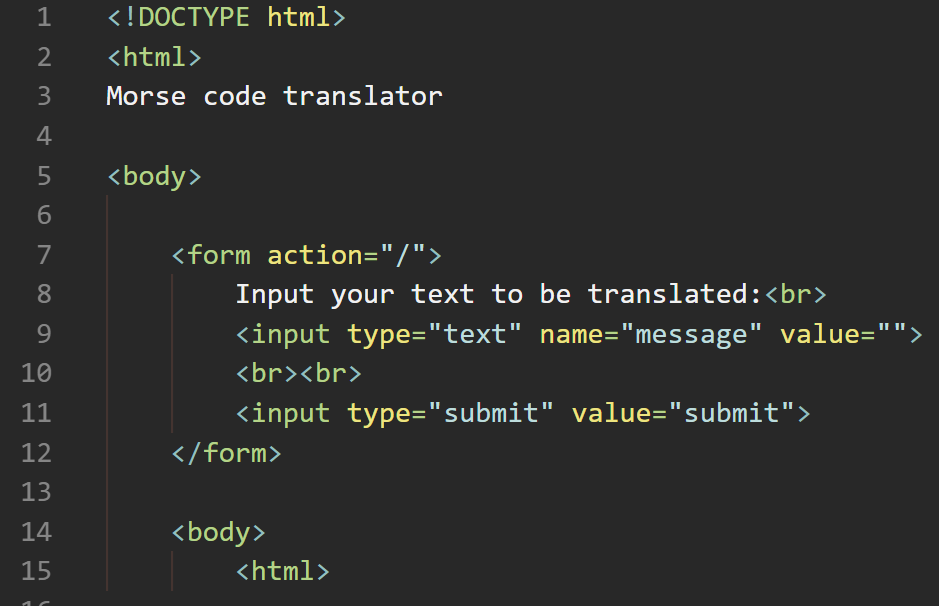 1 <!DOCTYPE html>
2 <html>
3 Morse code translator
4
5 <body>
6
7 <form action="/">
8 Input your text to be translated:<br>
9 <input type="text" name="message" value="">
10 <br><br>
11 <input type="submit" value="submit">
12 </form>
13
14 <body>
15 <html>